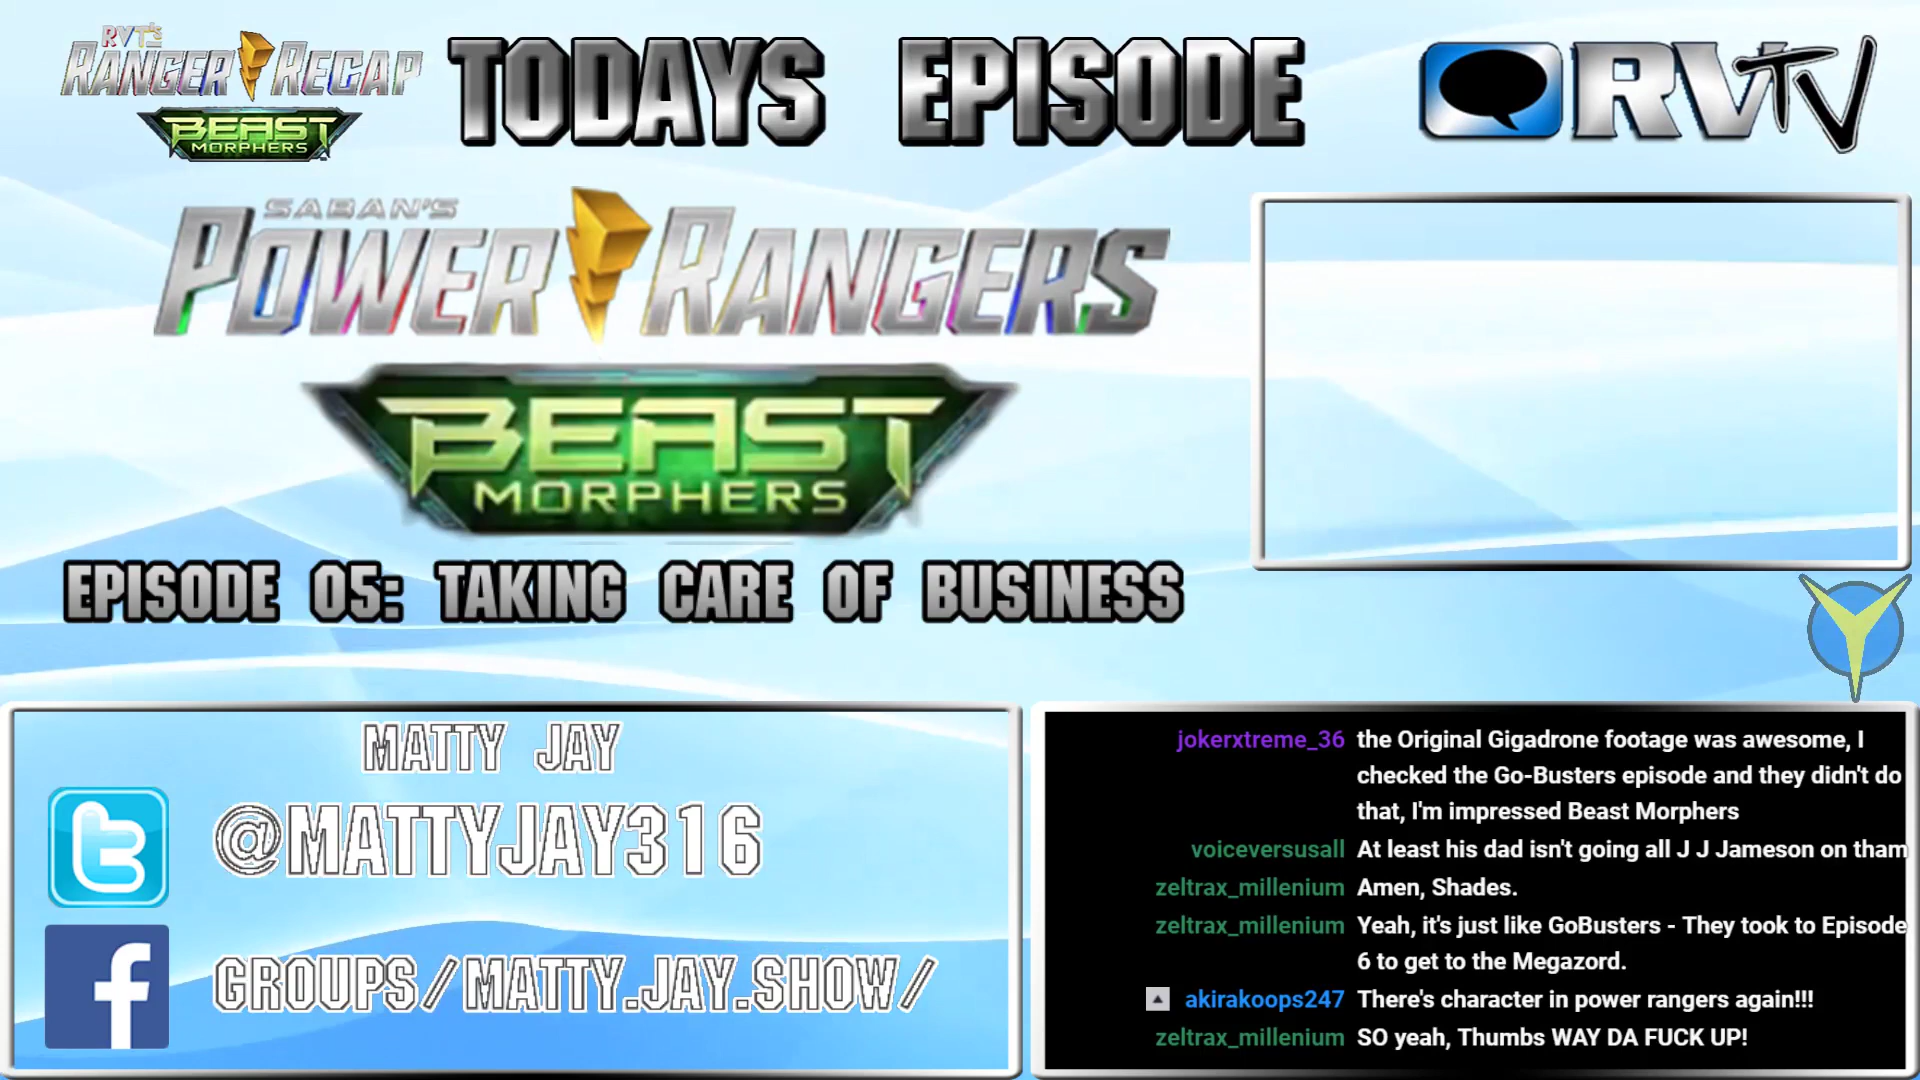 RVT's
RANGER RECAP
BEAST
MORPHERS
TODAYS EPISODE
RVTV
SABAN'S
POWER RANGERS
BEAST
MORPHERS
EPISODE 05: TAKING CARE OF BUSINESS
MATTY JAY
@MATTYJAY316
GROUPS/MATTY.JAY.SHOW/
jokerxtreme_36 the Original Gigadrone footage was awesome, I
checked the Go-Busters episode and they didn't do
that, I'm impressed Beast Morphers
voiceversusall At least his dad isn't going all J J Jameson on tham
zeltrax_millenium Amen, Shades.
zeltrax_millenium Yeah, it's just like GoBusters - They took to Episode
6 to get to the Megazord.
akirakoops247 There's character in power rangers again!!!
zeltrax_millenium SO yeah, Thumbs WAY DA FUCK UP!